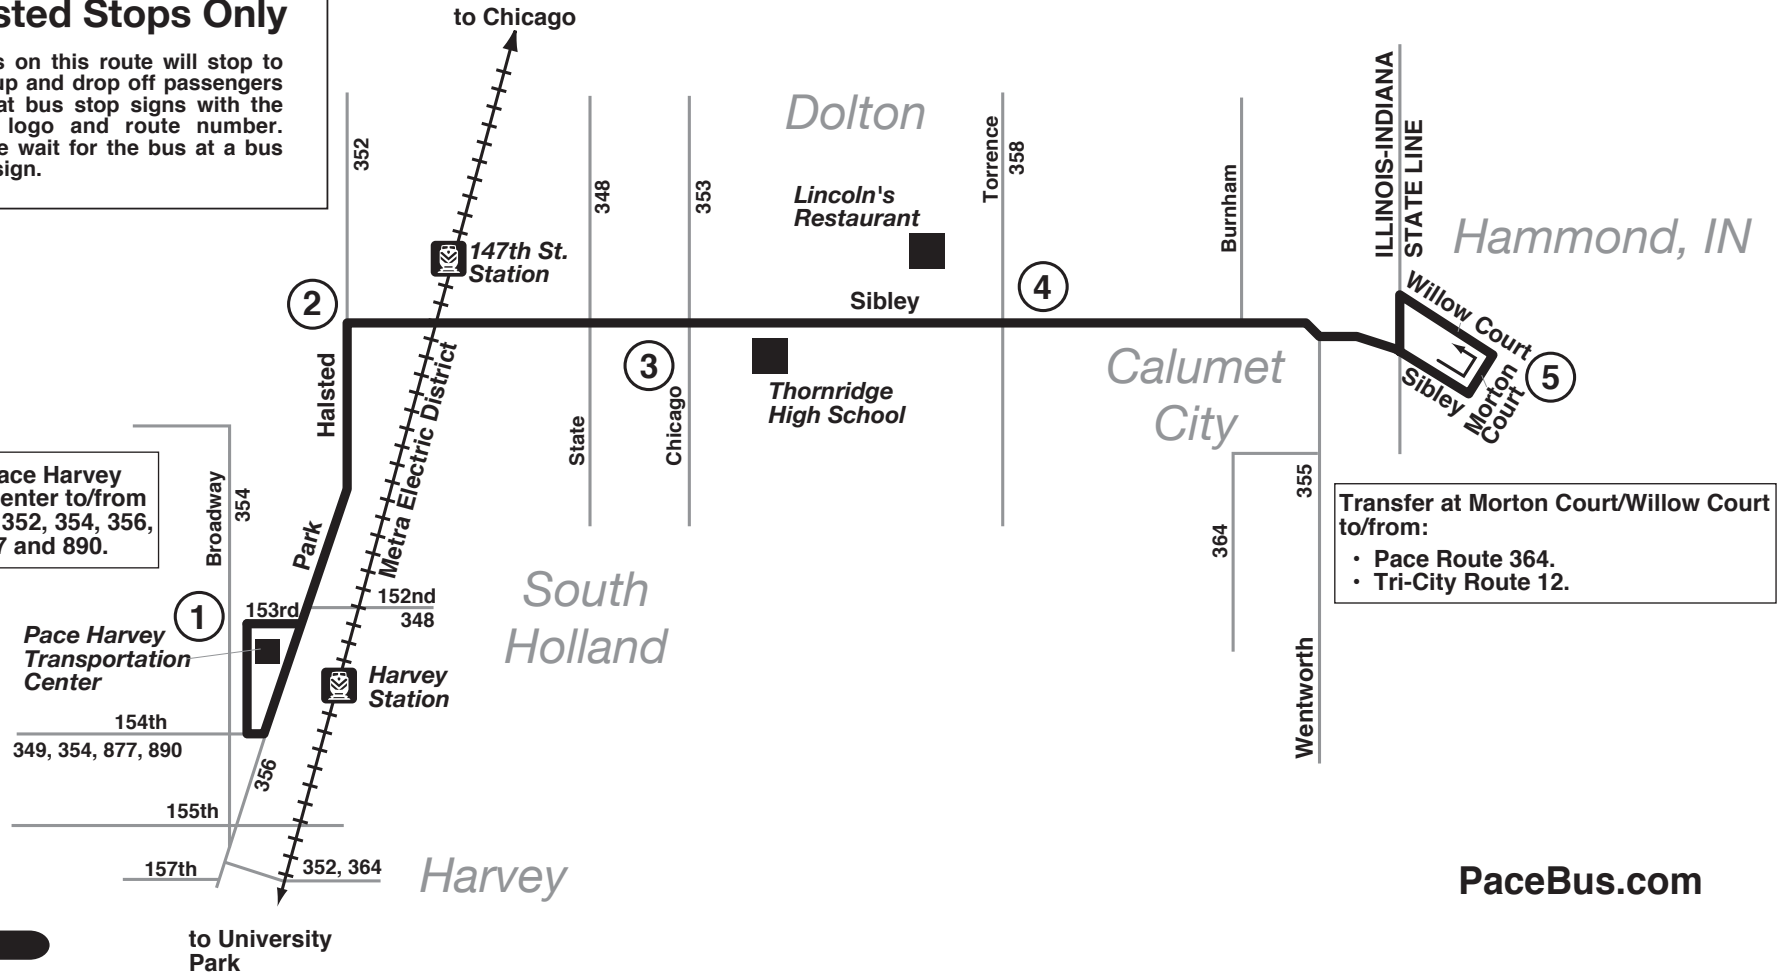 sted Stops Only
s on this route will stop to
up and drop off passengers
at bus stop signs with the
logo and route number.
e wait for the bus at a bus
sign.
to Chicago
352
348
353
Dolton
Lincoln's
Restaurant
Torrence
358
Burnham
ILLINOIS-INDIANA
STATE LINE
Hammond, IN
147th St.
Station
2
Sibley
4
Willow Court
Halsted
Metra Electric District
3
Thornridge
High School
Calumet
City
Sibley
Morton
Court
5
State
Chicago
ace Harvey
enter to/from
352, 354, 356,
7 and 890.
Broadway
354
Park
364
355
Transfer at Morton Court/Willow Court
to/from:
• Pace Route 364.
• Tri-City Route 12.
1
153rd
152nd
348
South
Holland
Pace Harvey
Transportation
Center
Harvey
Station
Wentworth
154th
349, 354, 877, 890
356
155th
157th
352, 364
Harvey
PaceBus.com
to University
Park